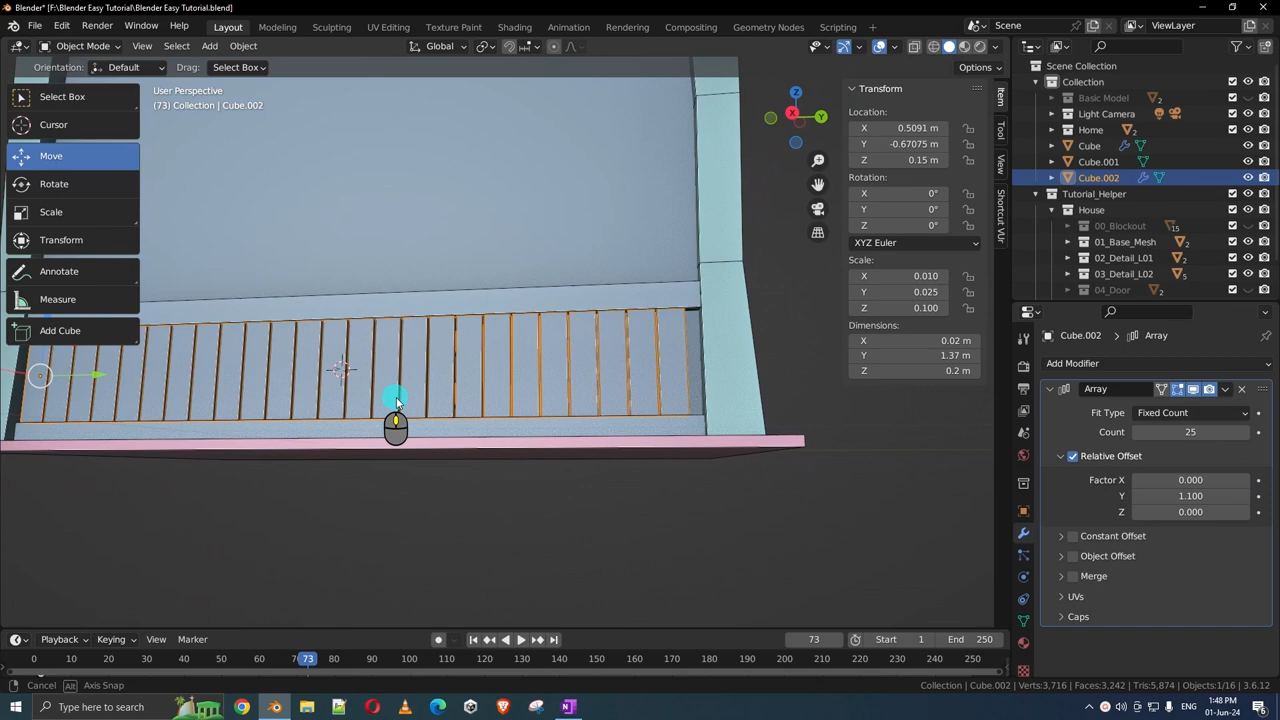 Blender* [F:\Blender Easy Tutorial\Blender Easy Tutorial.blend]
File Edit Render Window Help Layout Modeling Sculpting UV Editing Texture Paint Shading Animation Rendering Compositing Geometry Nodes Scripting + Scene ViewLayer
Object Mode View Select Add Object Global
Orientation: Default Drag: Select Box Options
Select Box
Cursor
Move
Rotate
Scale
Transform
Annotate
Measure
Add Cube
User Perspective
(73) Collection | Cube.002
X
Y
Z
Transform
Location:
X 0.5091 m
Y -0.67075 m
Z 0.15 m
Rotation:
X 0°
Y 0°
Z 0°
XYZ Euler
Scale:
X 0.010
Y 0.025
Z 0.100
Dimensions:
X 0.02 m
Y 1.37 m
Z 0.2 m
Item
Tool
View
Shortcut VUr
Scene Collection
Collection
Basic Model 2
Light Camera
Home 2
Cube
Cube.001
Cube.002
Tutorial_Helper
House
00_Blockout 15
01_Base_Mesh 2
02_Detail_L01 2
03_Detail_L02 5
04_Door 2
Cube.002 > Array
Add Modifier
Array
Fit Type Fixed Count
Count 25
Relative Offset
Factor X 0.000
Y 1.100
Z 0.000
Constant Offset
Object Offset
Merge
UVs
Caps
Playback Keying View Marker 73 Start 1 End 250
0 10 20 30 40 50 60 7 73 80 90 100 110 120 130 140 150 160 170 180 190 200 210 220 230 240 250
Cancel Alt Axis Snap Collection | Cube.002 | Verts:3,716 | Faces:3,242 | Tris:5,874 | Objects:1/16 | 3.6.12
Type here to search
1:48 PM
01-Jun-24